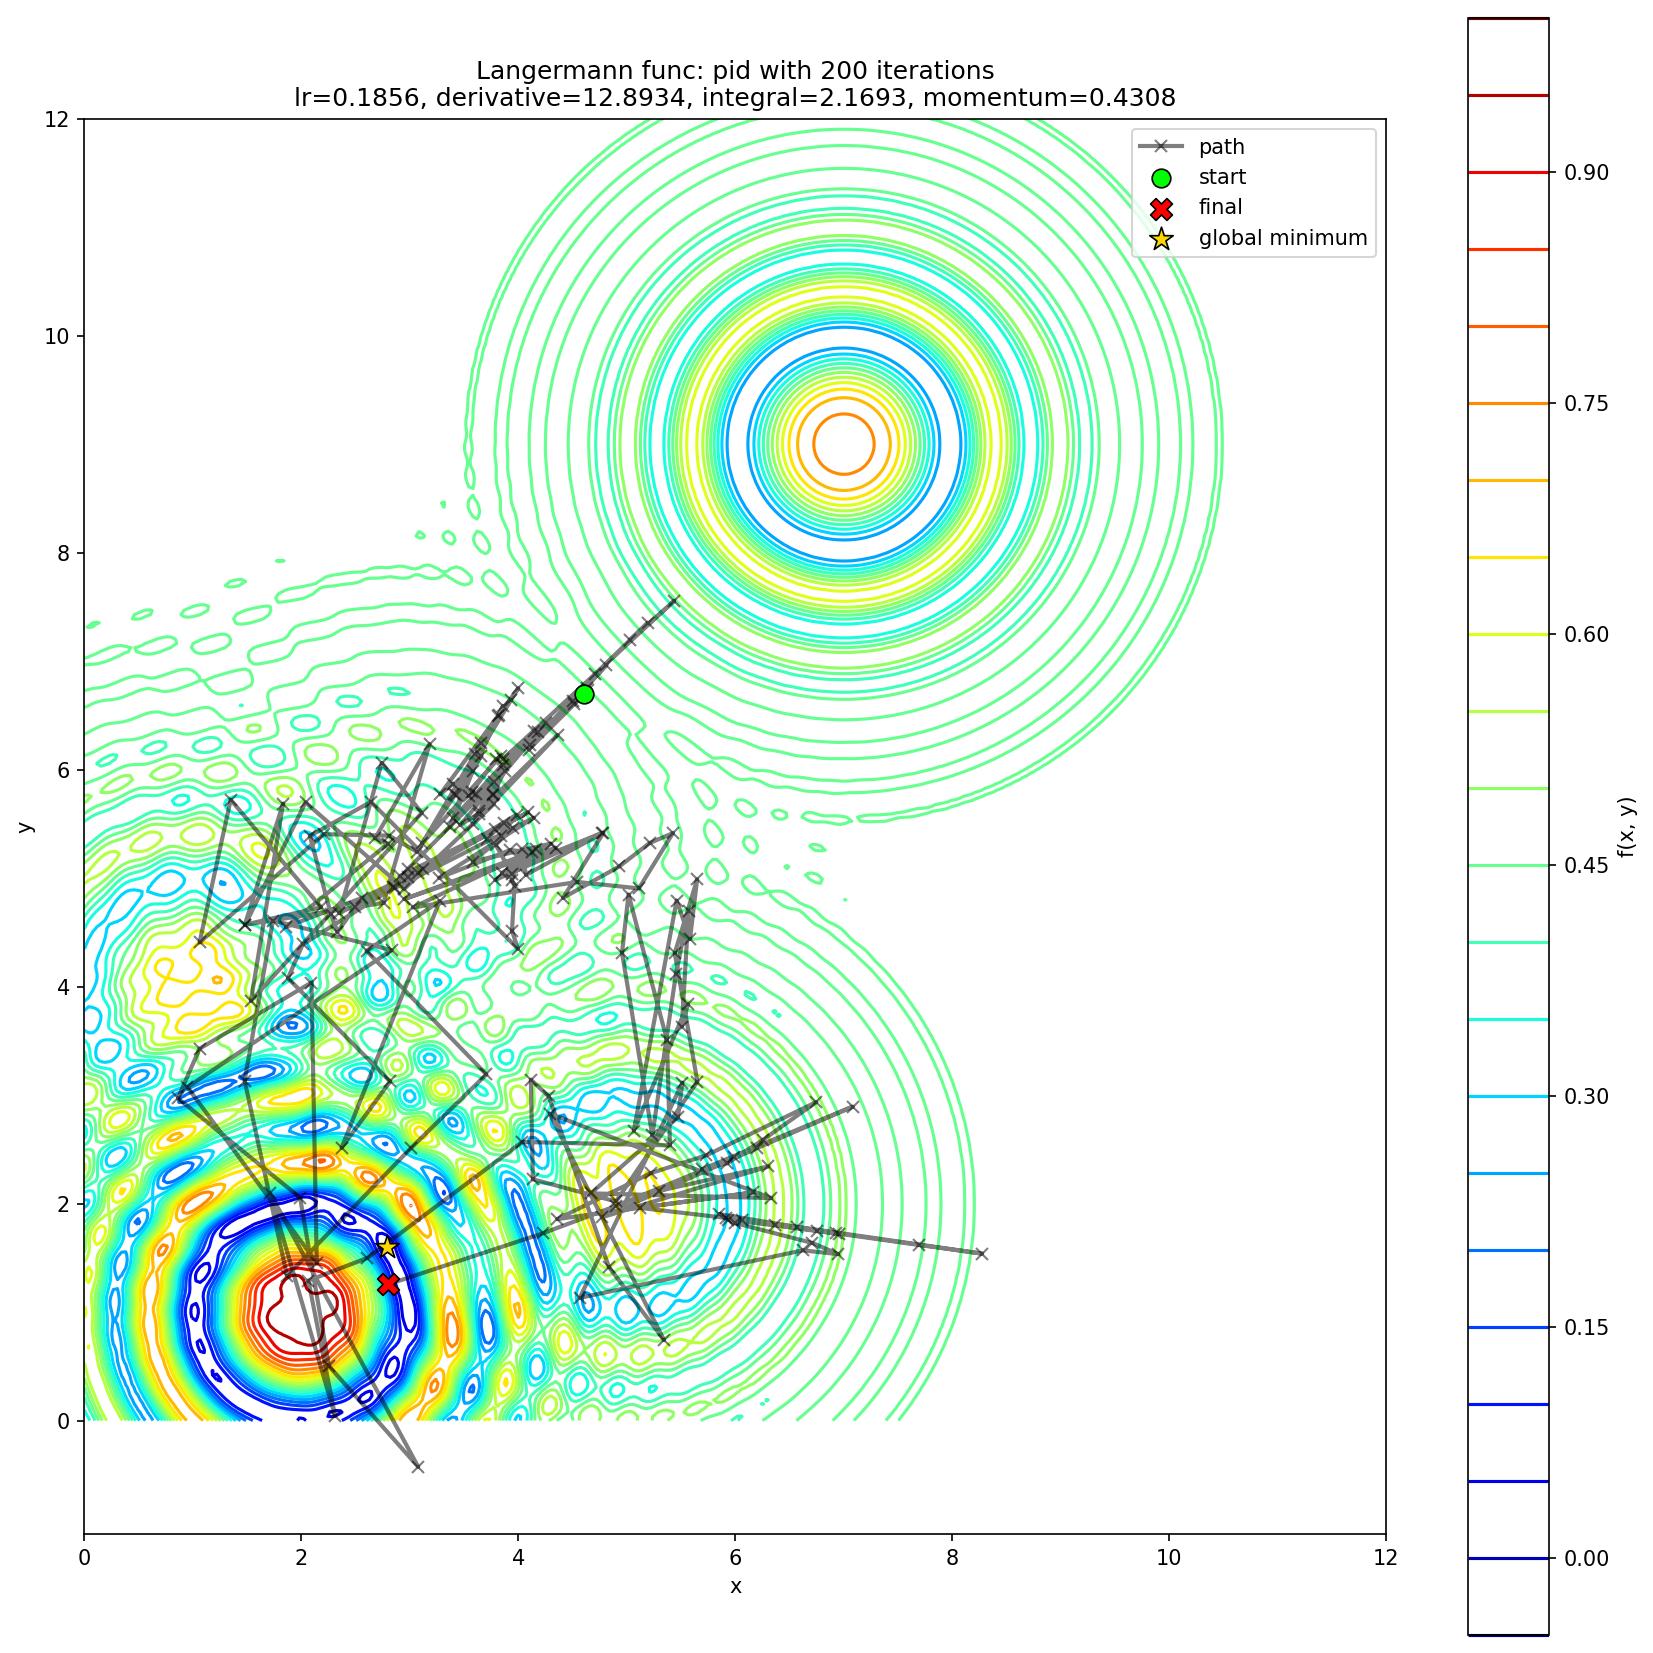 Langermann func: pid with 200 iterations
lr=0.1856, derivative=12.8934, integral=2.1693, momentum=0.4308
path
start
final
global minimum
12
10
8
6
4
2
0
y
0
2
4
6
8
10
12
x
0.90
0.75
0.60
0.45
0.30
0.15
0.00
f(x, y)